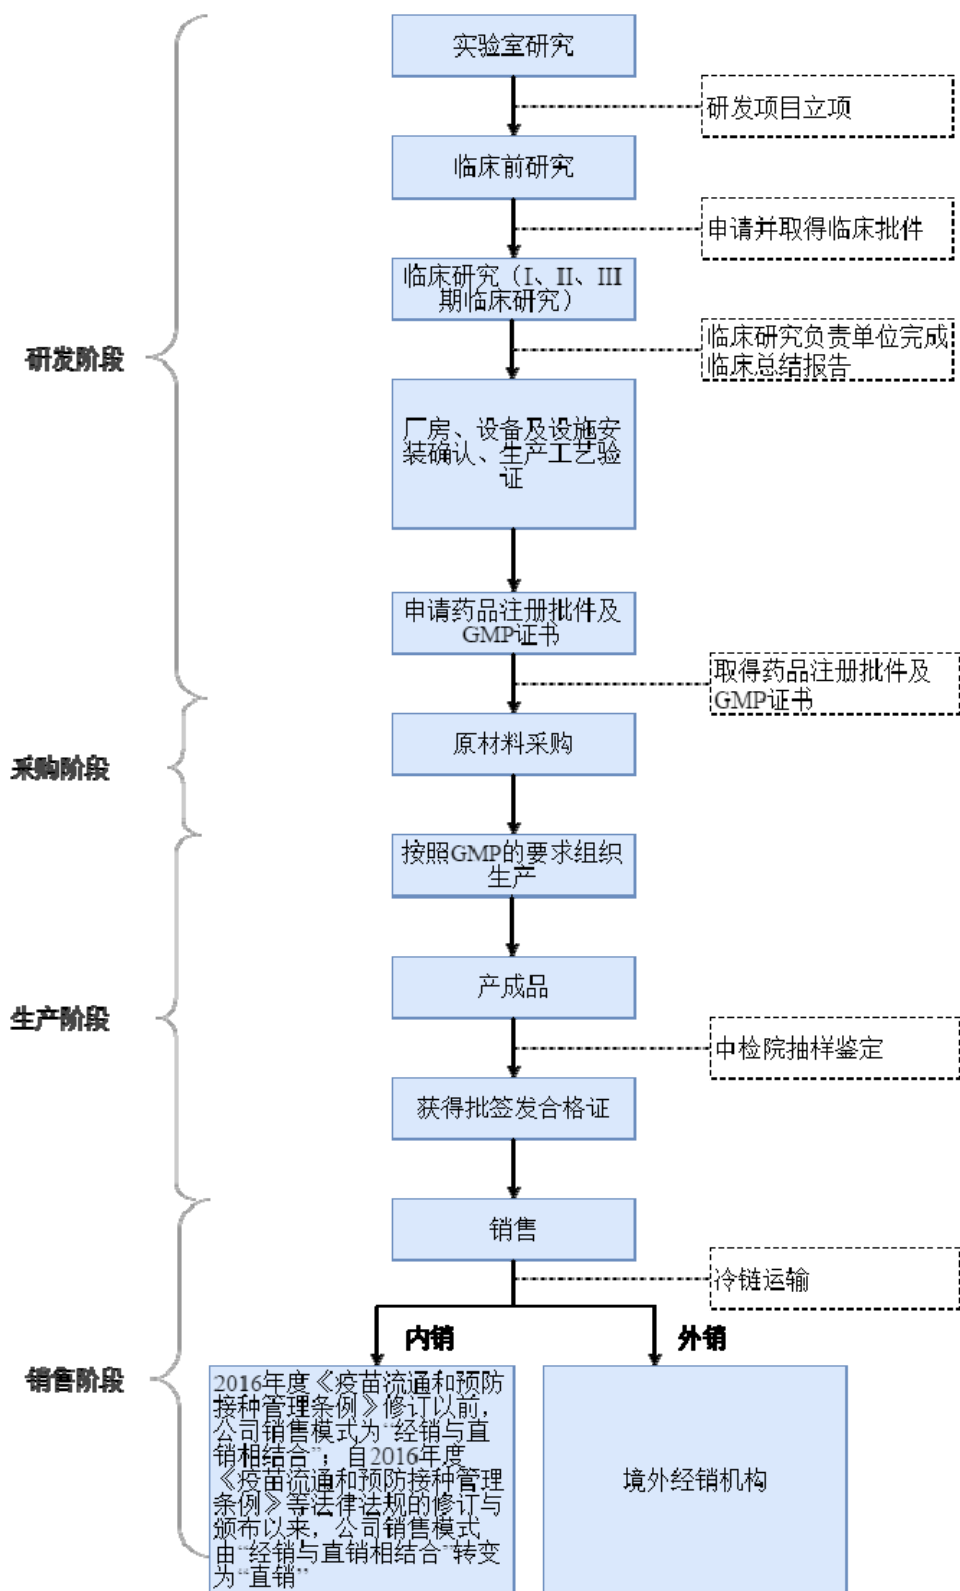 实验室研究
研发项目立项
临床前研究
申请并取得临床批件
临床研究（I、II、III
期临床研究）
临床研究负责单位完成
临床总结报告
研发阶段
厂房、设备及设施安
装确认、生产工艺验
证
申请药品注册批件及
GMP证书
取得药品注册批件及
GMP证书
原材料采购
采购阶段
按照GMP的要求组织
生产
产成品
生产阶段
中检院抽样鉴定
获得批签发合格证
销售
冷链运输
内销
外销
销售阶段
2016年度《疫苗流通和预防
接种管理条例》修订以前，
公司销售模式为“经销与直
销相结合”；自2016年度
《疫苗流通和预防接种管理
条例》等法律法规的修订与
颁布以来，公司销售模式
由“经销与直销相结合”转变
为“直销”
境外经销机构